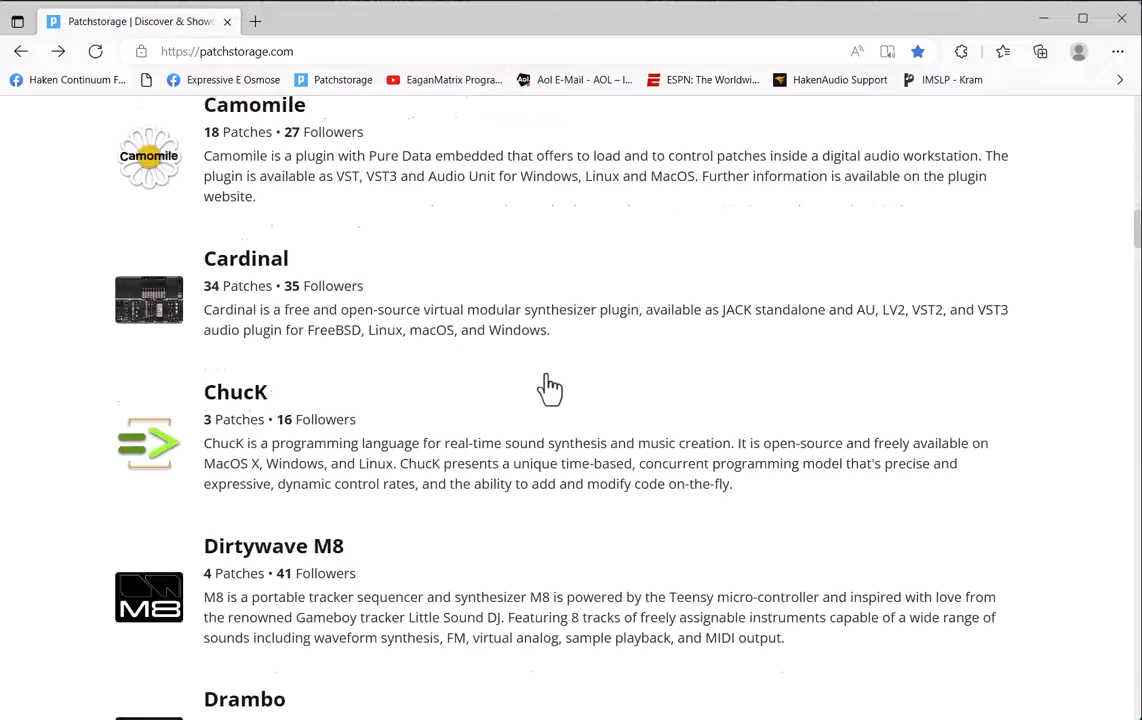 Patchstorage | Discover & Show
https://patchstorage.com
Haken Continuum F...
Expressive E Osmose
Patchstorage
EaganMatrix Progra...
Aol E-Mail - AOL – I...
ESPN: The Worldwi...
HakenAudio Support
IMSLP - Kram
Camomile
18 Patches • 27 Followers
Camomile
Camomile is a plugin with Pure Data embedded that offers to load and to control patches inside a digital audio workstation. The
plugin is available as VST, VST3 and Audio Unit for Windows, Linux and MacOS. Further information is available on the plugin
website.
Cardinal
34 Patches • 35 Followers
Cardinal is a free and open-source virtual modular synthesizer plugin, available as JACK standalone and AU, LV2, VST2, and VST3
audio plugin for FreeBSD, Linux, macOS, and Windows.
ChucK
3 Patches • 16 Followers
ChucK is a programming language for real-time sound synthesis and music creation. It is open-source and freely available on
MacOS X, Windows, and Linux. ChucK presents a unique time-based, concurrent programming model that's precise and
expressive, dynamic control rates, and the ability to add and modify code on-the-fly.
Dirtywave M8
4 Patches • 41 Followers
M8
M8 is a portable tracker sequencer and synthesizer M8 is powered by the Teensy micro-controller and inspired with love from
the renowned Gameboy tracker Little Sound DJ. Featuring 8 tracks of freely assignable instruments capable of a wide range of
sounds including waveform synthesis, FM, virtual analog, sample playback, and MIDI output.
Drambo